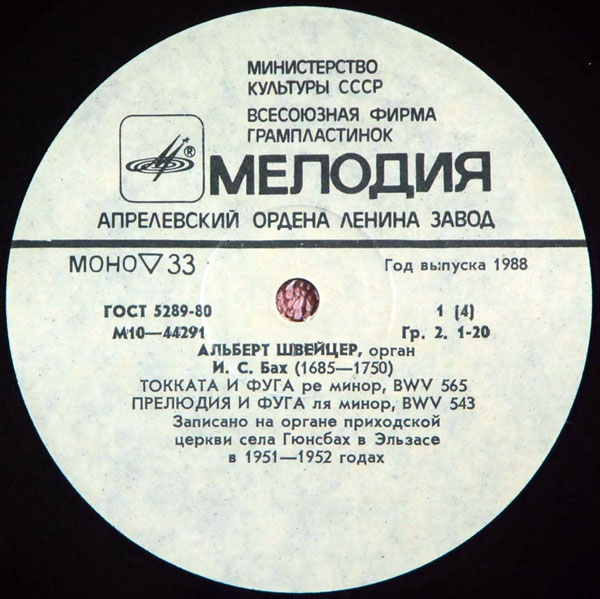 МИНИСТЕРСТВО
КУЛЬТУРЫ СССР
ВСЕСОЮЗНАЯ ФИРМА
ГРАМПЛАСТИНОК
® МЕЛОДИЯ
АПРЕЛЕВСКИЙ ОРДЕНА ЛЕНИНА ЗАВОД
МОНО ▽ 33 Год выпуска 1988
ГОСТ 5289-80 1 (4)
М10—44291 Гр. 2. 1-20
АЛЬБЕРТ ШВЕЙЦЕР, орган
И. С. Бах (1685—1750)
ТОККАТА И ФУГА ре минор, BWV 565
ПРЕЛЮДИЯ И ФУГА ля минор, BWV 543
Записано на органе приходской
церкви села Гюнсбах в Эльзасе
в 1951—1952 годах